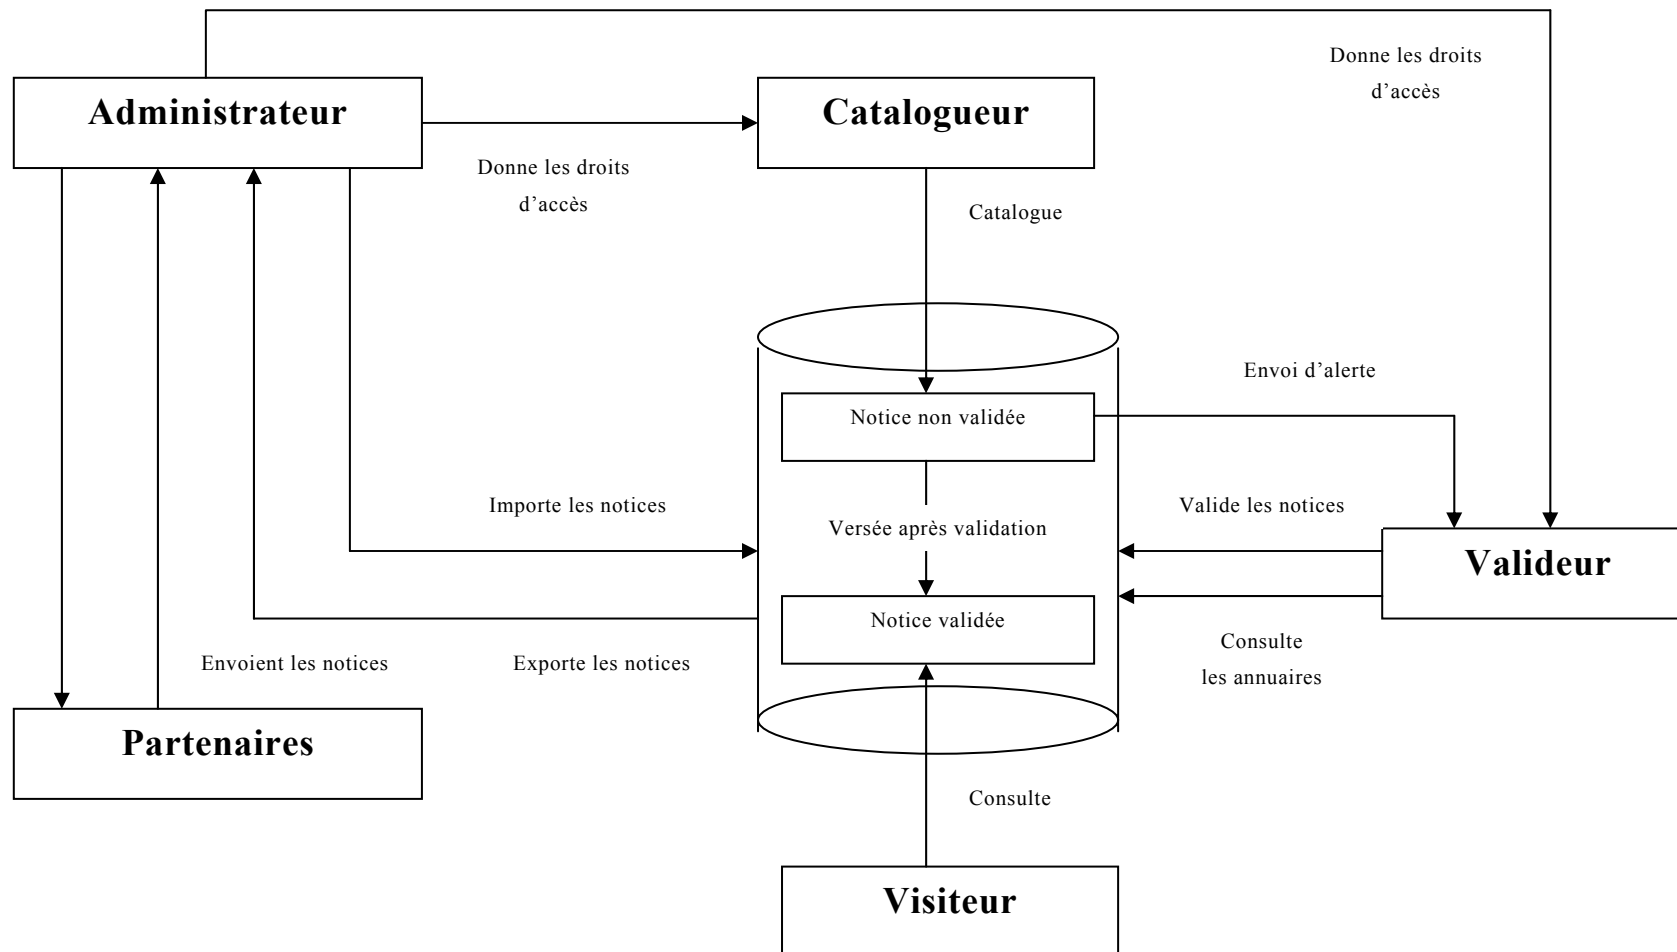 Donne les droits
d’accès
Administrateur
Catalogueur
Donne les droits
d’accès
Catalogue
Envoi d’alerte
Notice non validée
Importe les notices
Valide les notices
Versée après validation
Valideur
Notice validée
Envoient les notices
Exporte les notices
Consulte
les annuaires
Partenaires
Consulte
Visiteur